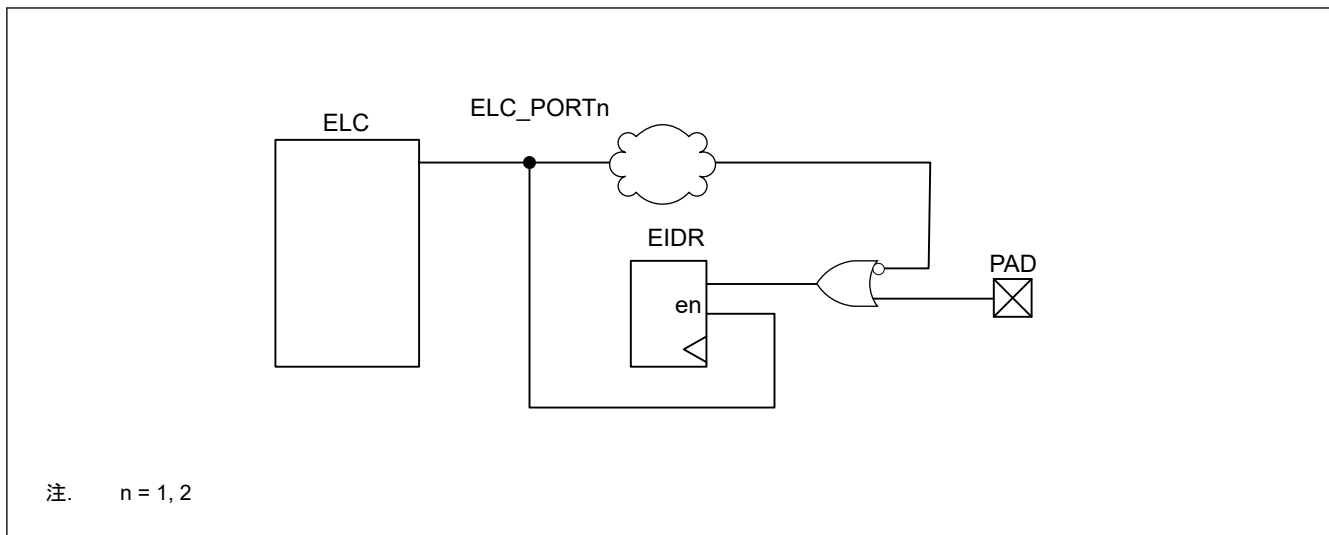 ELC_PORTn
ELC
EIDR
PAD
en
注. n = 1, 2